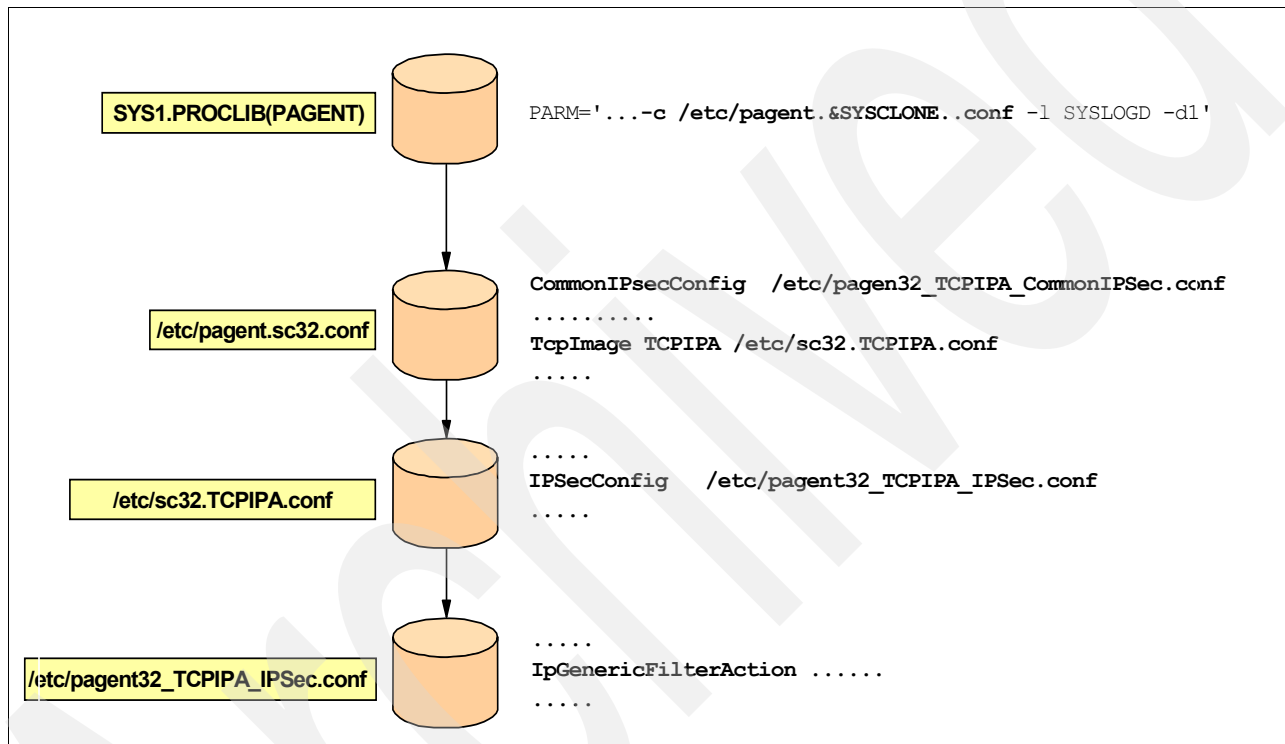 SYS1.PROCLIB(PAGENT)
PARM='...-c /etc/pagent.&SYSCLONE..conf -l SYSLOGD -d1'
/etc/pagent.sc32.conf
CommonIPsecConfig /etc/pagen32_TCPIPA_CommonIPSec.conf
..........
TcpImage TCPIPA /etc/sc32.TCPIPA.conf
.....
/etc/sc32.TCPIPA.conf
.....
IPSecConfig /etc/pagent32_TCPIPA_IPSec.conf
.....
/etc/pagent32_TCPIPA_IPSec.conf
.....
IpGenericFilterAction ......
.....
Archived